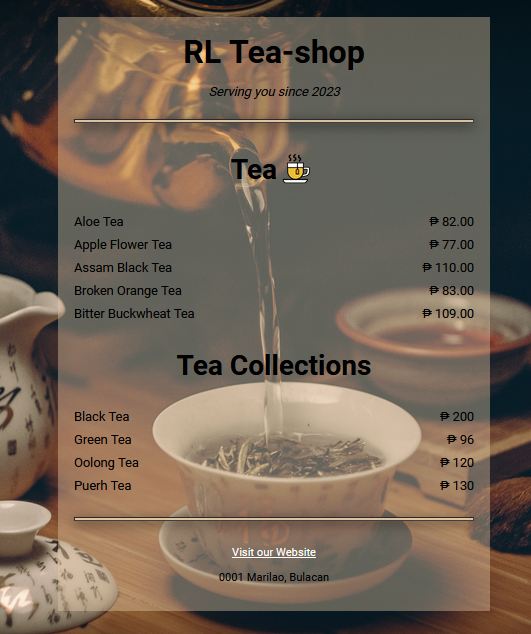 RL Tea-shop
Serving you since 2023
Tea
Aloe Tea ₱ 82.00
Apple Flower Tea ₱ 77.00
Assam Black Tea ₱ 110.00
Broken Orange Tea ₱ 83.00
Bitter Buckwheat Tea ₱ 109.00
Tea Collections
Black Tea ₱ 200
Green Tea ₱ 96
Oolong Tea ₱ 120
Puerh Tea ₱ 130
Visit our Website
0001 Marilao, Bulacan